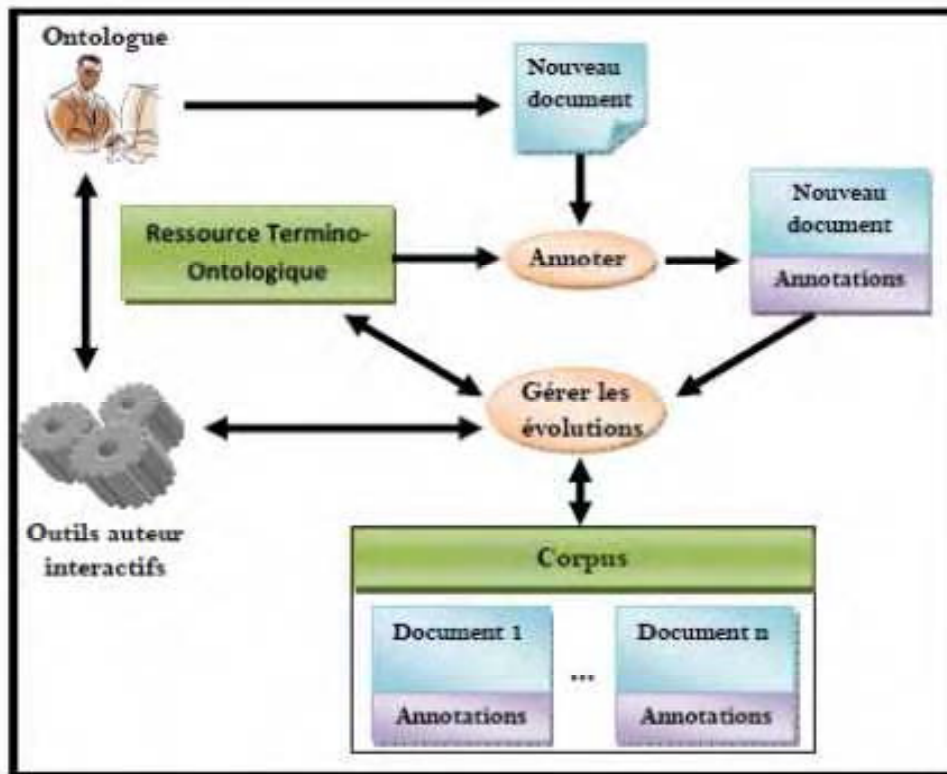 Ontologue
Nouveau
document
Nouveau
document
Annotations
Ressource Termino-
Ontologique
Annoter
Gérer les
évolutions
Outils auteur
interactifs
Corpus
Document 1
Annotations
...
Document n
Annotations